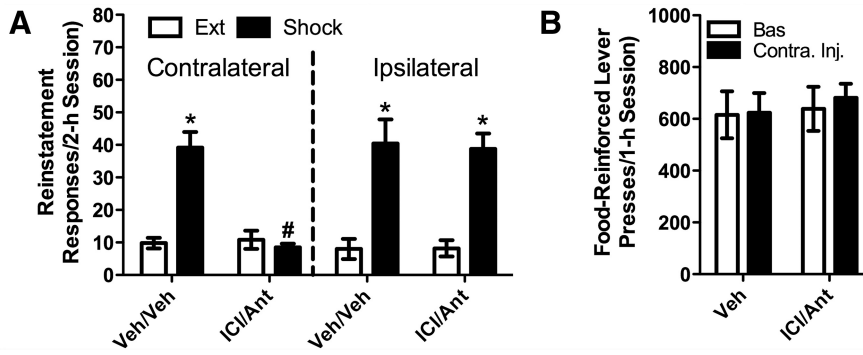 A
Reinstatement
Responses/2-h Session)
80
70
60
50
40
30
20
10
0
Ext
Shock
Contralateral
Ipsilateral
*
#
*
*
Veh/Veh
ICI/Ant
Veh/Veh
ICI/Ant
B
Food-Reinforced Lever
Presses/1-h Session)
1000
800
600
400
200
0
Bas
Contra. Inj.
Veh
ICI/Ant